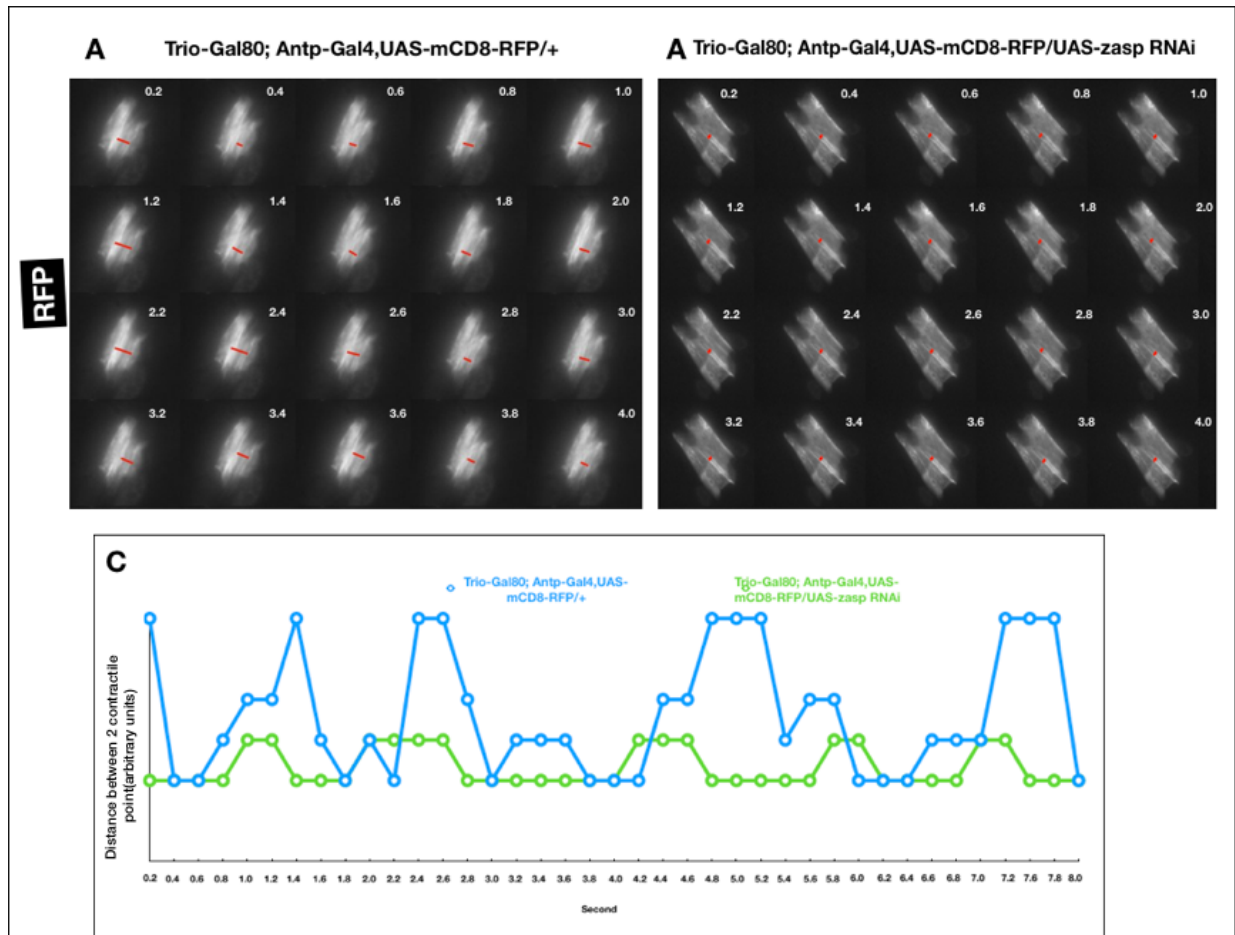 A Trio-Gal80; Antp-Gal4,UAS-mCD8-RFP/+
A Trio-Gal80; Antp-Gal4,UAS-mCD8-RFP/UAS-zasp RNAi
RFP
0.2 0.4 0.6 0.8 1.0
1.2 1.4 1.6 1.8 2.0
2.2 2.4 2.6 2.8 3.0
3.2 3.4 3.6 3.8 4.0
0.2 0.4 0.6 0.8 1.0
1.2 1.4 1.6 1.8 2.0
2.2 2.4 2.6 2.8 3.0
3.2 3.4 3.6 3.8 4.0
C
Trio-Gal80; Antp-Gal4,UAS-
mCD8-RFP/+
Trio-Gal80; Antp-Gal4,UAS-
mCD8-RFP/UAS-zasp RNAi
Distance between 2 contractile
point(arbitrary units)
0.2 0.4 0.6 0.8 1.0 1.2 1.4 1.6 1.8 2.0 2.2 2.4 2.6 2.8 3.0 3.2 3.4 3.6 3.8 4.0 4.2 4.4 4.6 4.8 5.0 5.2 5.4 5.6 5.8 6.0 6.2 6.4 6.6 6.8 7.0 7.2 7.6 7.8 8.0
Second